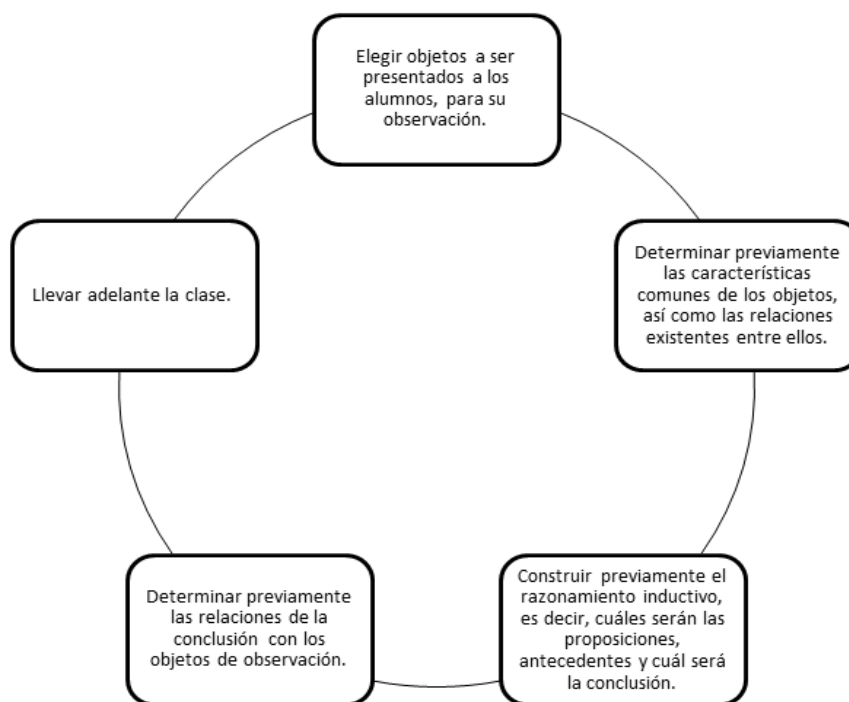 Elegir objetos a ser
presentados a los
alumnos, para su
observación.
Determinar previamente
las características
comunes de los objetos,
así como las relaciones
existentes entre ellos.
Construir previamente el
razonamiento inductivo,
es decir, cuáles serán las
proposiciones,
antecedentes y cuál será
la conclusión.
Determinar previamente
las relaciones de la
conclusión con los
objetos de observación.
Llevar adelante la clase.